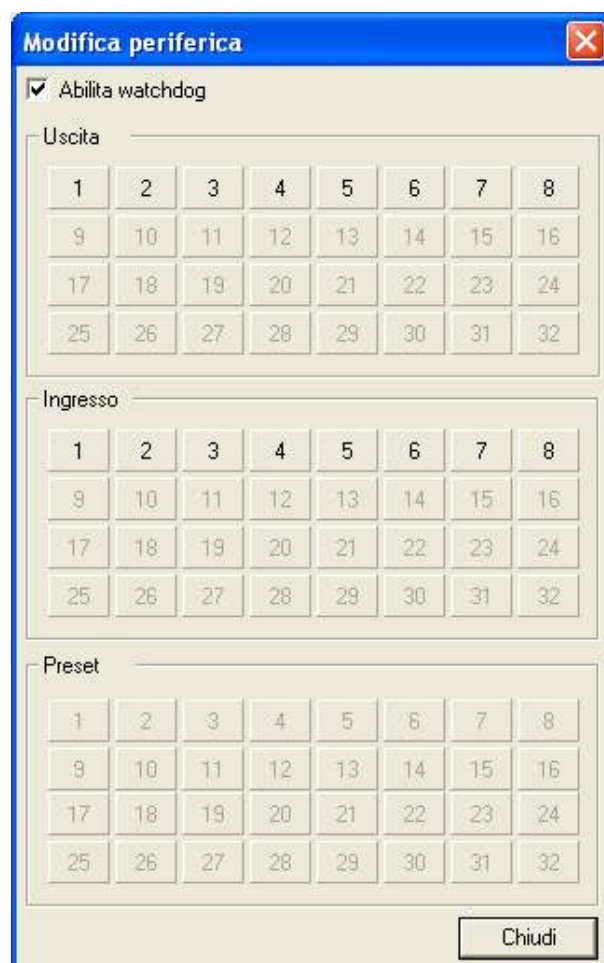 Modifica periferica
Abilita watchdog
Uscita
1 2 3 4 5 6 7 8
9 10 11 12 13 14 15 16
17 18 19 20 21 22 23 24
25 26 27 28 29 30 31 32
Ingresso
1 2 3 4 5 6 7 8
9 10 11 12 13 14 15 16
17 18 19 20 21 22 23 24
25 26 27 28 29 30 31 32
Preset
1 2 3 4 5 6 7 8
9 10 11 12 13 14 15 16
17 18 19 20 21 22 23 24
25 26 27 28 29 30 31 32
Chiudi